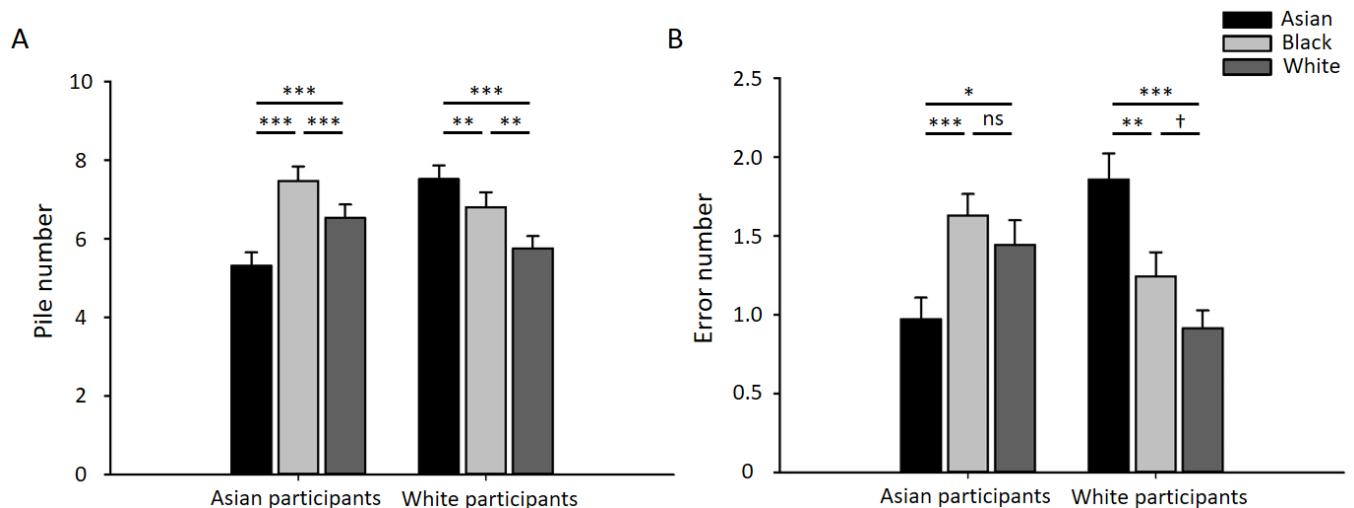 A
Pile number
10
8
6
4
2
0
***
*** ***
***
** **
Asian participants White participants
B
Asian
Black
White
Error number
2.5
2.0
1.5
1.0
0.5
0
*
*** ns
***
** †
Asian participants White participants